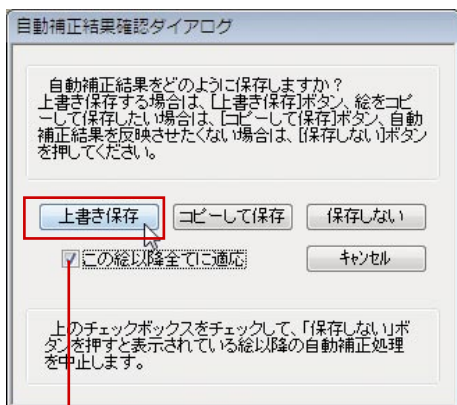 自動補正結果確認ダイアログ
自動補正結果をどのように保存しますか？
上書き保存する場合は、[上書き保存]ボタン、絵をコピ
ーして保存したい場合は、[コピーして保存]ボタン、自動
補正結果を反映させたくない場合は、[保存しない]ボタン
を押してください。
上書き保存 コピーして保存 保存しない
この絵以降全てに適応 キャンセル
上のチェックボックスをチェックして、「保存しない」ボ
タンを押すと表示されている絵以降の自動補正処理
を中止します。